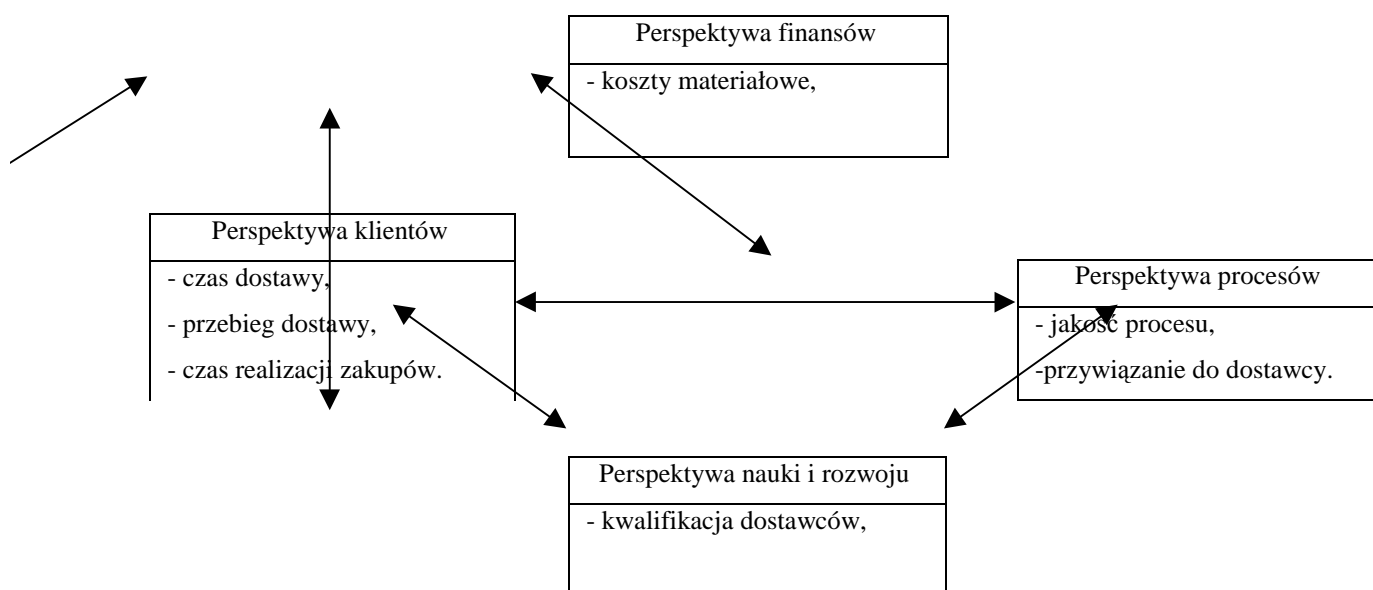 Perspektywa finansów
- koszty materiałowe,
Perspektywa klientów
- czas dostawy,
- przebieg dostawy,
- czas realizacji zakupów.
Perspektywa procesów
- jakość procesu,
-przywiązanie do dostawcy.
Perspektywa nauki i rozwoju
- kwalifikacja dostawców,